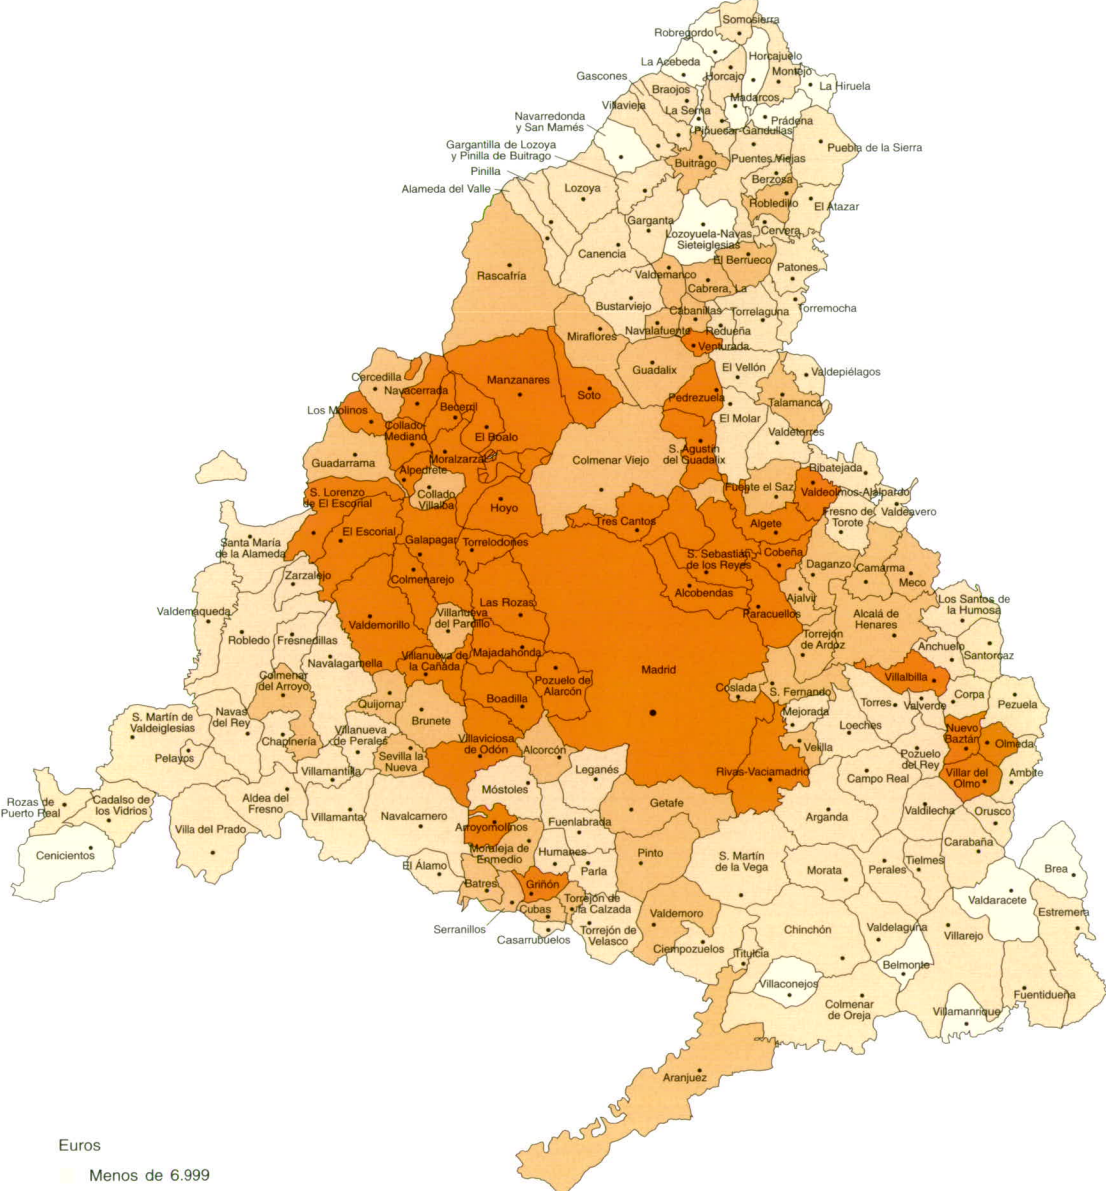 Somosierra
Robregordo
Horcajuelo
La Acebeda
Horcajo
Montejo
Gascones
La Hiruela
Braojos
Madarcos
Villavieja
La Serna
Prádena
Navarredonda
y San Mamés
Piñuecar-Gandullas
Gargantilla de Lozoya
y Pinilla de Buitrago
Puebla de la Sierra
Buitrago
Puentes Viejas
Pinilla
Berzosa
Alameda del Valle
Lozoya
Robledillo
El Atazar
Garganta
Cervera
Lozoyuela-Navas
Sieteiglesias
Canencia
El Berrueco
Rascafría
Valdemanco
Patones
Cabrera, La
Bustarviejo
Cabanillas
Torrelaguna
Torremocha
Miraflores
Navalafuente
Redueña
Venturada
Guadalix
El Vellón
Valdepiélagos
Cercedilla
Manzanares
Navacerrada
Soto
Pedrezuela
Talamanca
Los Molinos
Becerril
El Molar
Collado-
Mediano
El Boalo
Valdetorres
Guadarrama
Moralzarzal
Colmenar Viejo
S. Agustín
del Guadalix
Alpedrete
Ribatejada
S. Lorenzo
de El Escorial
Collado
Villalba
Fuente el Saz
Valdeolmos-Alalpardo
Hoyo
Fresno de
Torote
Valdeavero
Tres Cantos
Algete
Santa María
de la Alameda
El Escorial
Galapagar
Torrelodones
S. Sebastián
de los Reyes
Cobeña
Zarzalejo
Colmenarejo
Daganzo
Camarma
Meco
Alcobendas
Ajalvir
Valdemaqueda
Las Rozas
Los Santos de
la Humosa
Valdemorillo
Villanueva
del Pardillo
Paracuellos
Alcalá de
Henares
Robledo
Fresnedillas
Torrejón
de Ardoz
Anchuelo
Santorcaz
Navalagamella
Villanueva de
la Cañada
Majadahonda
Madrid
Colmenar
del Arroyo
Pozuelo de
Alarcón
Villalbilla
Coslada
S. Fernando
Corpa
Quijorna
Boadilla
Torres
Valverde
Pezuela
S. Martín de
Valdeiglesias
Navas
del Rey
Brunete
Mejorada
Loeches
Chapinería
Villanueva
de Perales
Villaviciosa
de Odón
Nuevo
Baztán
Olmeda
Pelayos
Sevilla la
Nueva
Alcorcón
Velilla
Pozuelo
del Rey
Villamantilla
Leganés
Rivas-Vaciamadrid
Campo Real
Villar del
Olmo
Ambite
Móstoles
Rozas de
Puerto Real
Cadalso de
los Vidrios
Aldea del
Fresno
Getafe
Villamanta
Navalcarnero
Arganda
Valdilecha
Orusco
Villa del Prado
Arroyomolinos
Fuenlabrada
Carabaña
Cenicientos
Moraleja de
Enmedio
Humanes
Pinto
S. Martín
de la Vega
Tielmes
El Álamo
Parla
Morata
Perales
Brea
Batres
Griñón
Torrejón de
la Calzada
Valdaracete
Cubas
Valdemoro
Estremera
Serranillos
Casarrubuelos
Torrejón de
Velasco
Chinchón
Valdelaguna
Villarejo
Ciempozuelos
Titulcia
Belmonte
Villaconejos
Fuentidueña
Colmenar
de Oreja
Villamanrique
Aranjuez
Euros
Menos de 6.999